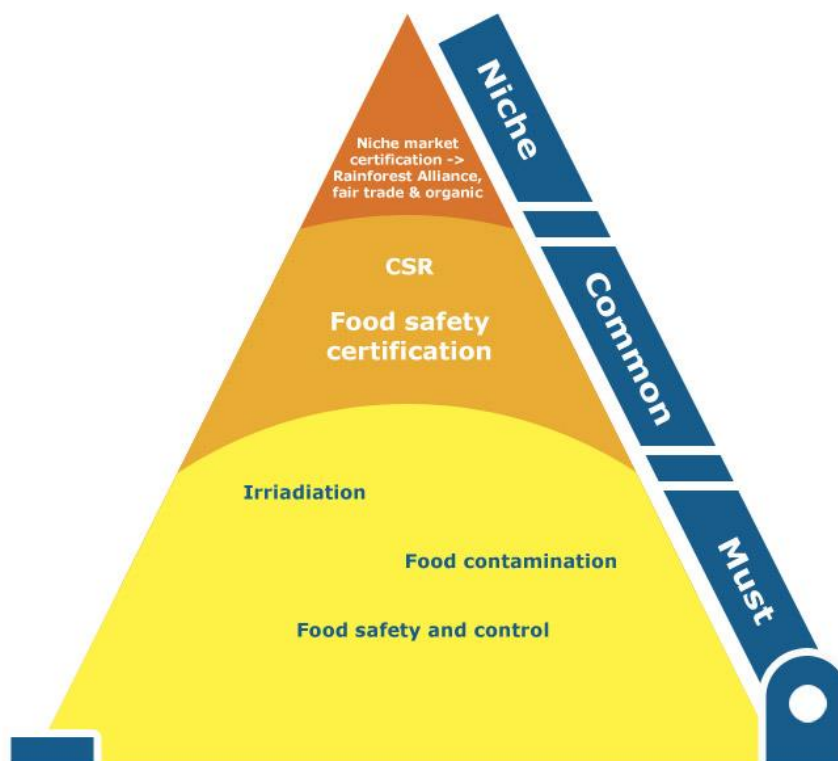 Niche
Niche market
certification ->
Rainforest Alliance,
fair trade & organic
CSR
Food safety
certification
Common
Irriadiation
Food contamination
Must
Food safety and control